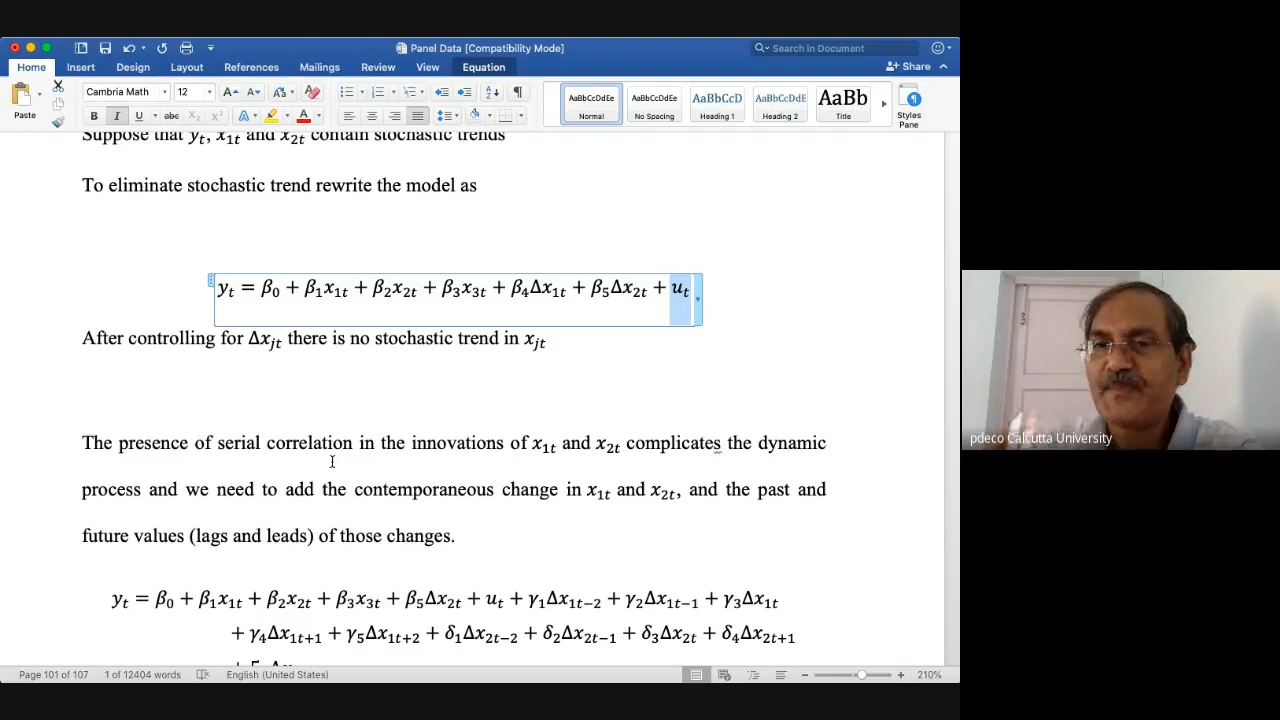 Panel Data [Compatibility Mode]
Search in Document
Home Insert Design Layout References Mailings Review View Equation
Share
Paste
Cambria Math 12
AaBbCcDdEe AaBbCcDdEe AaBbCcD AaBbCcDdE AaBb
Normal No Spacing Heading 1 Heading 2 Title
Styles Pane
Suppose that yₜ, x₁ₜ and x₂ₜ contain stochastic trends
To eliminate stochastic trend rewrite the model as
yₜ = β₀ + β₁x₁ₜ + β₂x₂ₜ + β₃x₃ₜ + β₄Δx₁ₜ + β₅Δx₂ₜ + uₜ
After controlling for Δxⱼₜ there is no stochastic trend in xⱼₜ
The presence of serial correlation in the innovations of x₁ₜ and x₂ₜ complicates the dynamic
process and we need to add the contemporaneous change in x₁ₜ and x₂ₜ, and the past and
future values (lags and leads) of those changes.
yₜ = β₀ + β₁x₁ₜ + β₂x₂ₜ + β₃x₃ₜ + β₅Δx₂ₜ + uₜ + γ₁Δx₁ₜ₋₂ + γ₂Δx₁ₜ₋₁ + γ₃Δx₁ₜ
+ γ₄Δx₁ₜ₊₁ + γ₅Δx₁ₜ₊₂ + δ₁Δx₂ₜ₋₂ + δ₂Δx₂ₜ₋₁ + δ₃Δx₂ₜ + δ₄Δx₂ₜ₊₁
pdeco Calcutta University
Page 101 of 107 1 of 12404 words English (United States) 210%